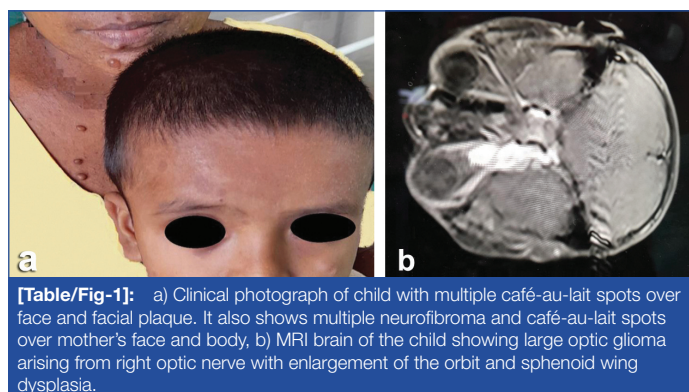 a
b
[Table/Fig-1]: a) Clinical photograph of child with multiple café-au-lait spots over
face and facial plaque. It also shows multiple neurofibroma and café-au-lait spots
over mother's face and body, b) MRI brain of the child showing large optic glioma
arising from right optic nerve with enlargement of the orbit and sphenoid wing
dysplasia.